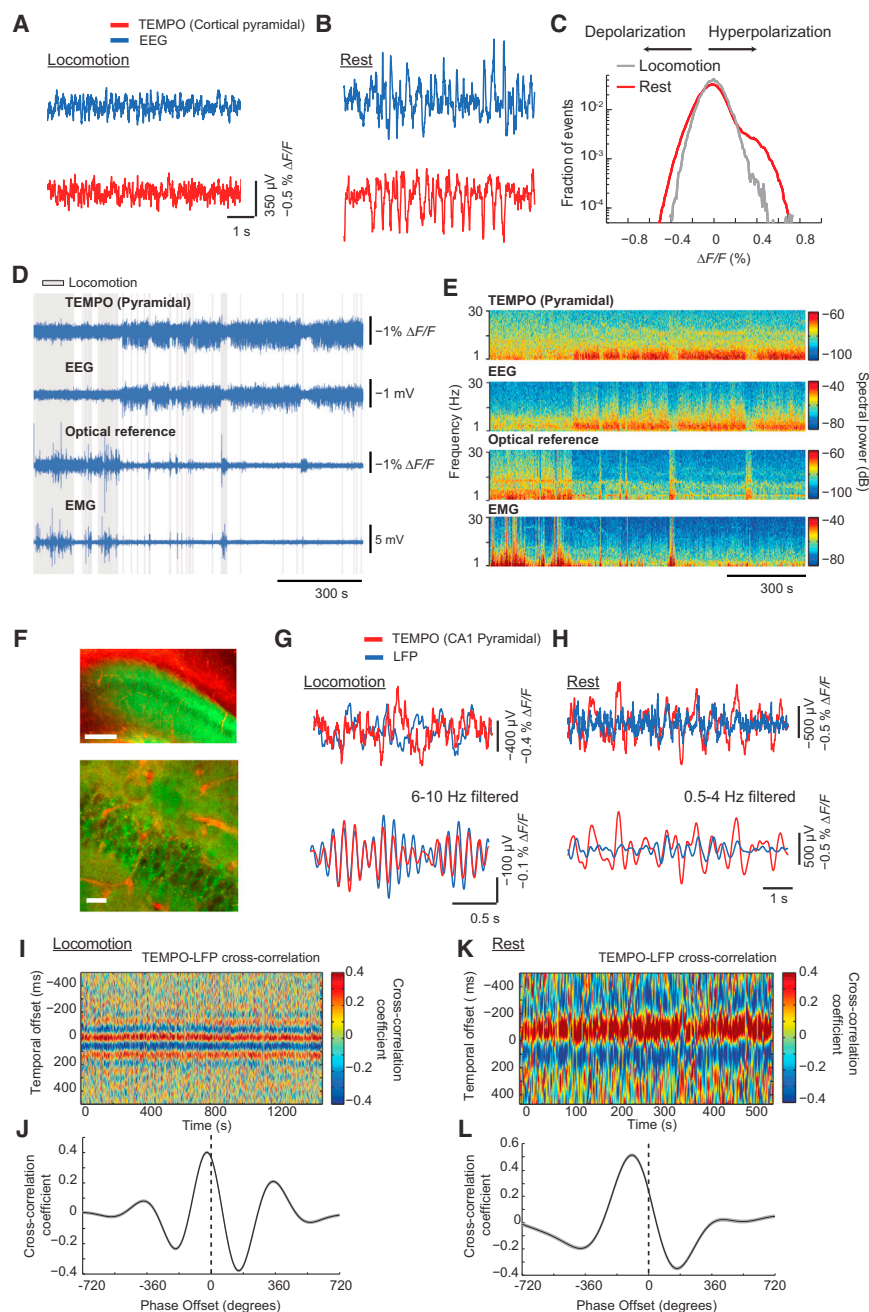 A
TEMPO (Cortical pyramidal)
EEG
Locomotion
350 µV
−0.5 % ΔF/F
1 s
B
Rest
C
Depolarization
Hyperpolarization
Locomotion
Rest
Fraction of events
10-2
10-3
10-4
−0.8
−0.4
0
0.4
0.8
ΔF/F (%)
D
Locomotion
TEMPO (Pyramidal)
−1% ΔF/F
EEG
−1 mV
Optical reference
−1% ΔF/F
EMG
5 mV
300 s
E
TEMPO (Pyramidal)
30
1
−60
−100
EEG
30
1
−40
−80
Optical reference
30
1
−60
−100
EMG
30
1
−40
−80
Frequency (Hz)
Spectral power (dB)
300 s
F
G
TEMPO (CA1 Pyramidal)
LFP
Locomotion
−400 µV
−0.4 % ΔF/F
6-10 Hz filtered
−100 µV
−0.1 % ΔF/F
0.5 s
H
Rest
−500 µV
−0.5 % ΔF/F
0.5-4 Hz filtered
500 µV
−0.5 % ΔF/F
1 s
I
Locomotion
TEMPO-LFP cross-correlation
Temporal offset (ms)
−400
−200
0
200
400
0
400
800
1200
Time (s)
0.4
0.2
0
−0.2
−0.4
Cross-correlation
coefficient
K
Rest
TEMPO-LFP cross-correlation
Temporal offset ( ms)
−400
−200
0
200
400
0
100
200
300
400
500
Time (s)
0.4
0.2
0
−0.2
−0.4
Cross-correlation
coefficient
J
Cross-correlation
coefficient
0.4
0.2
0
−0.4
-720
-360
0
360
720
Phase Offset (degrees)
L
Cross-correlation
coefficient
0.6
0.4
0.2
0
−0.2
−0.4
-720
-360
0
360
720
Phase Offset (degrees)